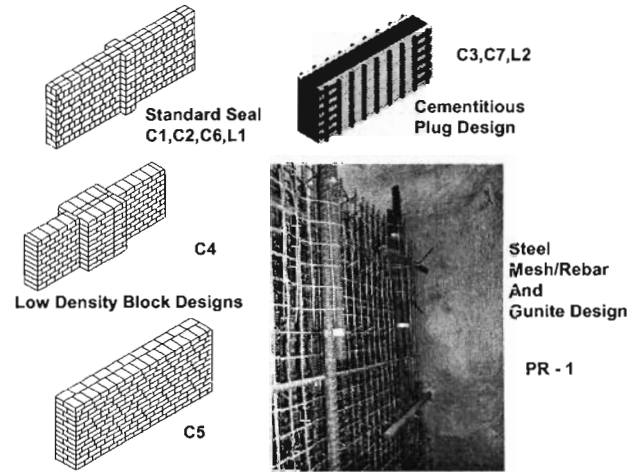 Standard Seal
C1,C2,C6,L1
C3,C7,L2
Cementitious
Plug Design
C4
Low Density Block Designs
C5
Steel
Mesh/Rebar
And
Gunite Design
PR - 1